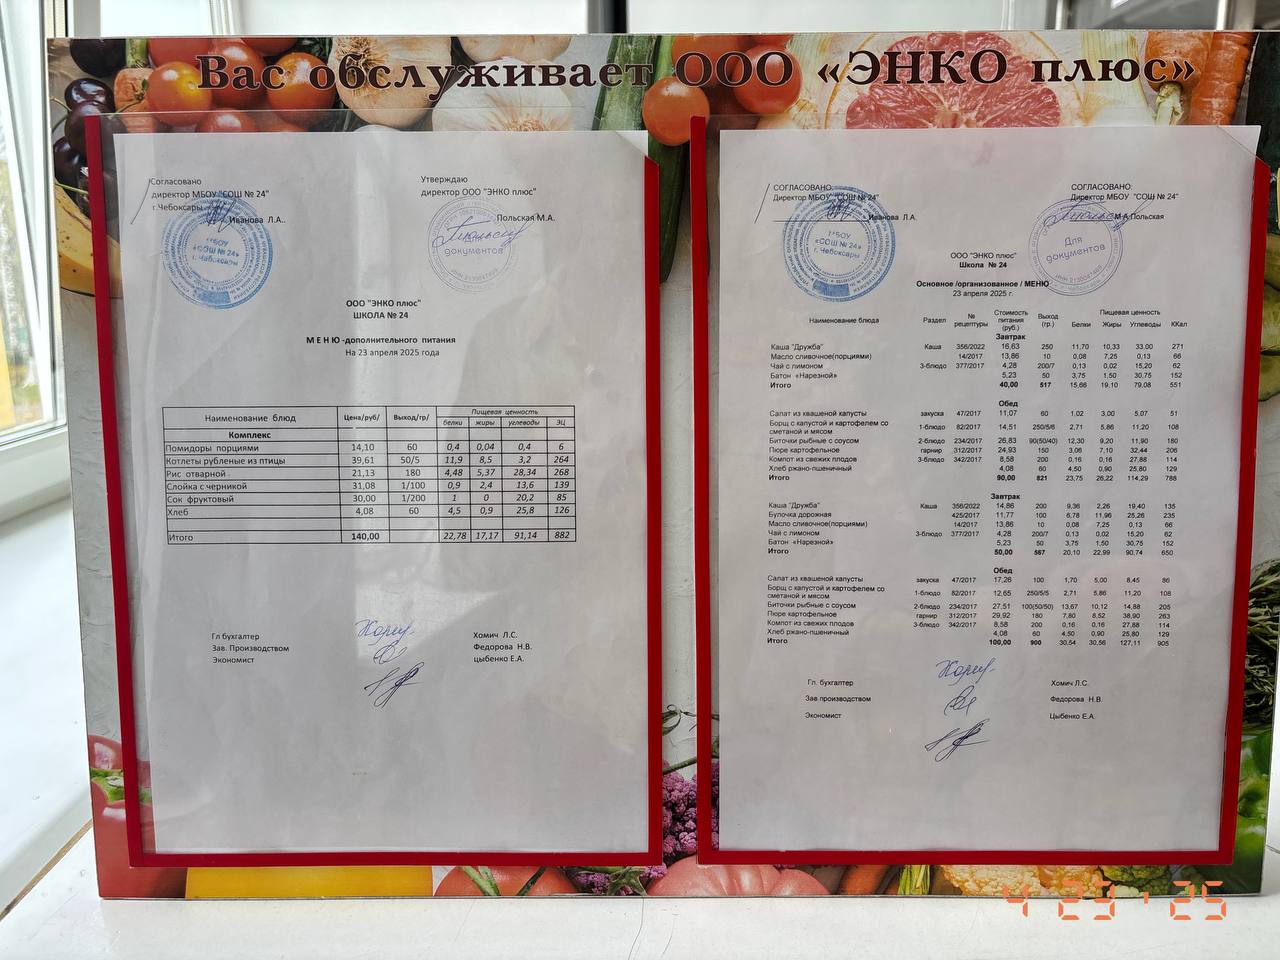 Вас обслуживает ООО «ЭНКО плюс»
Согласовано
директор МБОУ "СОШ № 24"
г.Чебоксары
Иванова Л.А..
Утверждаю
директор ООО "ЭНКО плюс"
Польская М.А.
МБОУ
«СОШ № 24»
г. Чебоксары
Для
документов
ООО "ЭНКО плюс"
ШКОЛА № 24
М Е Н Ю -дополнительного питания
На 23 апреля 2025 года
Наименование блюд Цена/руб/ Выход/гр/ Пищевая ценность
белки жиры углеводы ЭЦ
Комплекс
Помидоры порциями 14,10 60 0,4 0,04 0,4 6
Котлеты рубленые из птицы 39,61 50/5 11,9 8,5 3,2 264
Рис отварной 21,13 180 4,48 5,37 28,34 268
Слойка с черникой 31,08 1/100 0,9 2,4 13,6 139
Сок фруктовый 30,00 1/200 1 0 20,2 85
Хлеб 4,08 60 4,5 0,9 25,8 126
Итого 140,00 22,78 17,17 91,14 882
Гл бухгалтер Хомич Л.С.
Зав. Производством Федорова Н.В.
Экономист цыбенко Е.А.
СОГЛАСОВАНО:
Директор МБОУ "СОШ № 24"
Иванова Л.А.
СОГЛАСОВАНО:
Директор МБОУ "СОШ № 24"
М.А.Польская
МБОУ
«СОШ № 24»
г. Чебоксары
Для
документов
ООО "ЭНКО плюс"
Школа № 24
Основное /организованное / МЕНЮ
23 апреля 2025 г.
Наименование блюда Раздел № рецептуры Стоимость питания (руб.) Выход (гр.) Пищевая ценность
Белки Жиры Углеводы ККал
Завтрак
Каша "Дружба" Каша 356/2022 16,63 250 11,70 10,33 33,00 271
Масло сливочное(порциями) 14/2017 13,86 10 0,08 7,25 0,13 66
Чай с лимоном 3-блюдо 377/2017 4,28 200/7 0,13 0,02 15,20 62
Батон «Нарезной» 5,23 50 3,75 1,50 30,75 152
Итого 40,00 517 15,66 19,10 79,08 551
Обед
Салат из квашеной капусты закуска 47/2017 11,07 60 1,02 3,00 5,07 51
Борщ с капустой и картофелем со
сметаной и мясом 1-блюдо 82/2017 14,51 250/5/6 2,71 5,86 11,20 108
Биточки рыбные с соусом 2-блюдо 234/2017 26,83 90(50/40) 12,30 9,20 11,90 180
Пюре картофельное гарнир 312/2017 24,93 150 3,06 7,10 32,44 206
Компот из свежих плодов 3-блюдо 342/2017 8,58 200 0,16 0,16 27,88 114
Хлеб ржано-пшеничный 4,08 60 4,50 0,90 25,80 129
Итого 90,00 821 23,75 26,22 114,29 788
Завтрак
Каша "Дружба" Каша 356/2022 14,86 200 9,36 2,26 19,40 135
Булочка дорожная 425/2017 11,77 100 6,78 11,96 25,26 235
Масло сливочное(порциями) 14/2017 13,86 10 0,08 7,25 0,13 66
Чай с лимоном 3-блюдо 377/2017 4,28 200/7 0,13 0,02 15,20 62
Батон «Нарезной» 5,23 50 3,75 1,50 30,75 152
Итого 50,00 567 20,10 22,99 90,74 650
Обед
Салат из квашеной капусты закуска 47/2017 17,26 100 1,70 5,00 8,45 86
Борщ с капустой и картофелем со
сметаной и мясом 1-блюдо 82/2017 12,65 250/5/5 2,71 5,86 11,20 108
Биточки рыбные с соусом 2-блюдо 234/2017 27,51 100(50/50) 13,67 10,12 14,88 205
Пюре картофельное гарнир 312/2017 29,92 180 7,80 8,52 38,90 263
Компот из свежих плодов 3-блюдо 342/2017 8,58 200 0,16 0,16 27,88 114
Хлеб ржано-пшеничный 4,08 60 4,50 0,90 25,80 129
Итого 100,00 900 30,54 30,56 127,11 905
Гл. бухгалтер Хомич Л.С.
Зав производством Федорова Н.В.
Экономист Цыбенко Е.А.
4 23 '25